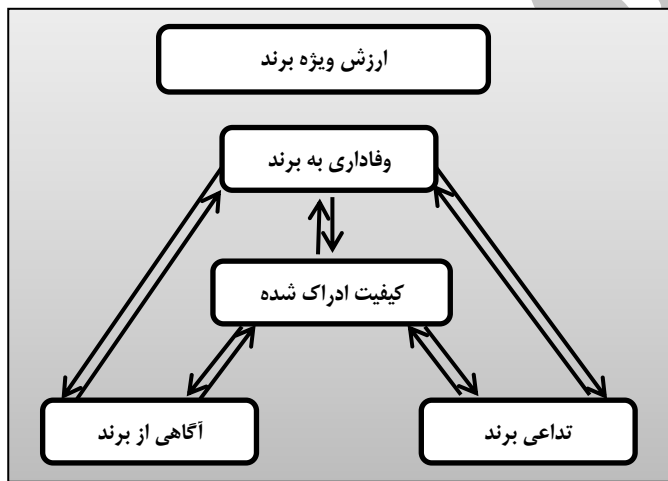 ارزش ویژه برند
وفاداری به برند
کیفیت ادراک شده
تداعی برند
آگاهی از برند